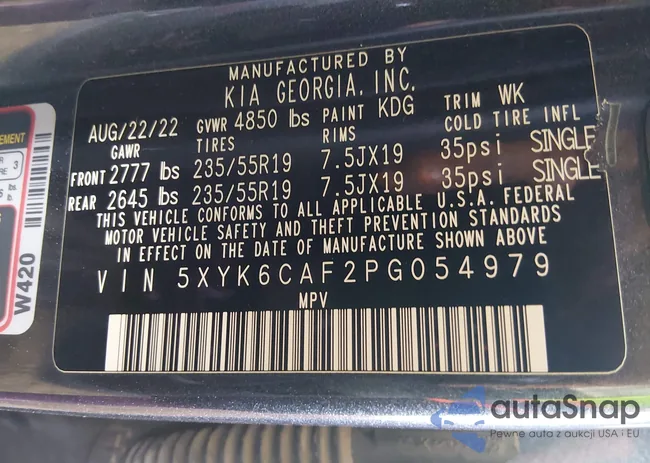 MANUFACTURED BY
KIA GEORGIA, INC.
AUG/22/22 GVWR 4850 lbs PAINT KDG TRIM WK
GAWR TIRES RIMS COLD TIRE INFL
FRONT 2777 lbs 235/55R19 7.5JX19 35psi SINGLE
REAR 2645 lbs 235/55R19 7.5JX19 35psi SINGLE
THIS VEHICLE CONFORMS TO ALL APPLICABLE U.S.A. FEDERAL
MOTOR VEHICLE SAFETY AND THEFT PREVENTION STANDARDS
IN EFFECT ON THE DATE OF MANUFACTURE SHOWN ABOVE
VIN 5XYK6CAF2PG054979
MPV
W420
autaSnap
Pewne auta z aukcji USA i EU